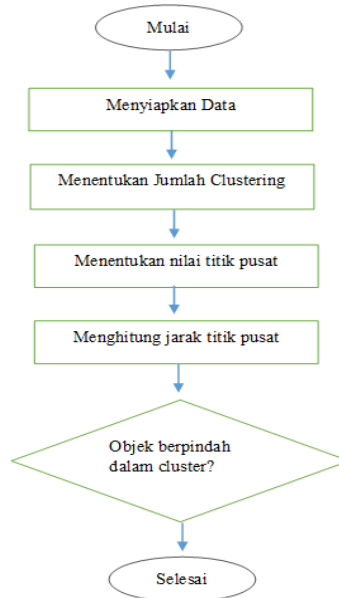 Mulai
Menyiapkan Data
Menentukan Jumlah Clustering
Menentukan nilai titik pusat
Menghitung jarak titik pusat
Objek berpindah
dalam cluster?
Selesai